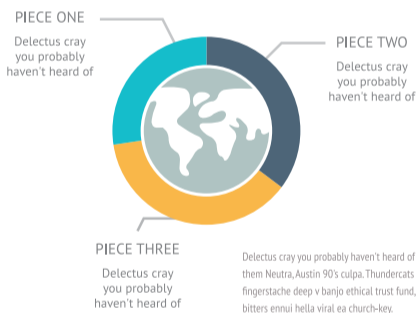 PIECE ONE
Delectus cray
you probably
haven't heard of
PIECE TWO
Delectus cray
you probably
haven't heard of
PIECE THREE
Delectus cray
you probably
haven't heard of
Delectus cray you probably haven't heard of
them Neutra, Austin 90's culpa. Thundercats
fingerstache deep v banjo ethical trust fund,
bitters ennui hella viral ea church-key.